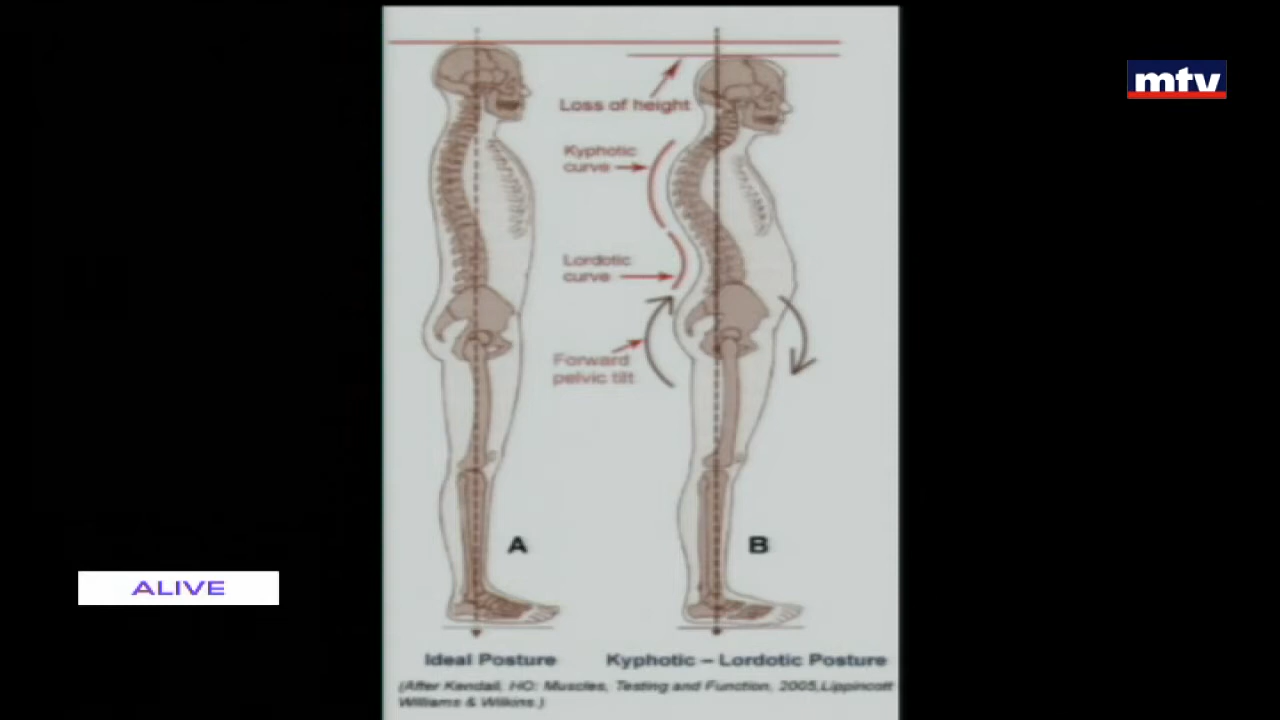 mtv
Loss of height
Kyphotic
curve
Lordotic
curve
Forward
pelvic tilt
A
B
ALIVE
Ideal Posture
Kyphotic – Lordotic Posture
(After Kendall, HO: Muscles, Testing and Function, 2005,Lippincott
Williams & Wilkins.)